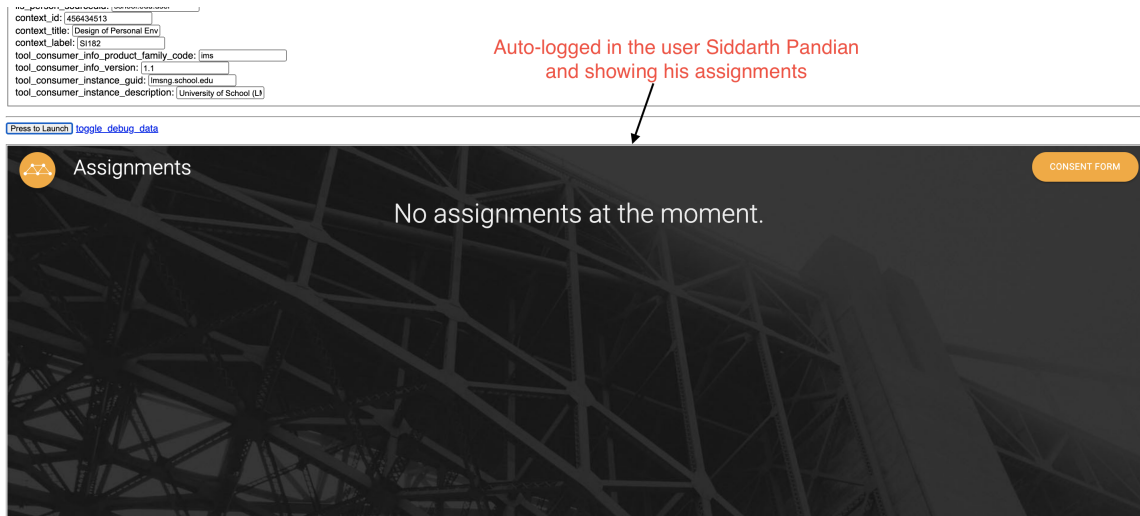 context_id: 456434513
context_title: Design of Personal Env
context_label: SI182
tool_consumer_info_product_family_code: ims
tool_consumer_info_version: 1.1
tool_consumer_instance_guid: lmsng.school.edu
tool_consumer_instance_description: University of School (LM
Auto-logged in the user Siddarth Pandian
and showing his assignments
Press to Launch toggle_debug_data
Assignments
CONSENT FORM
No assignments at the moment.